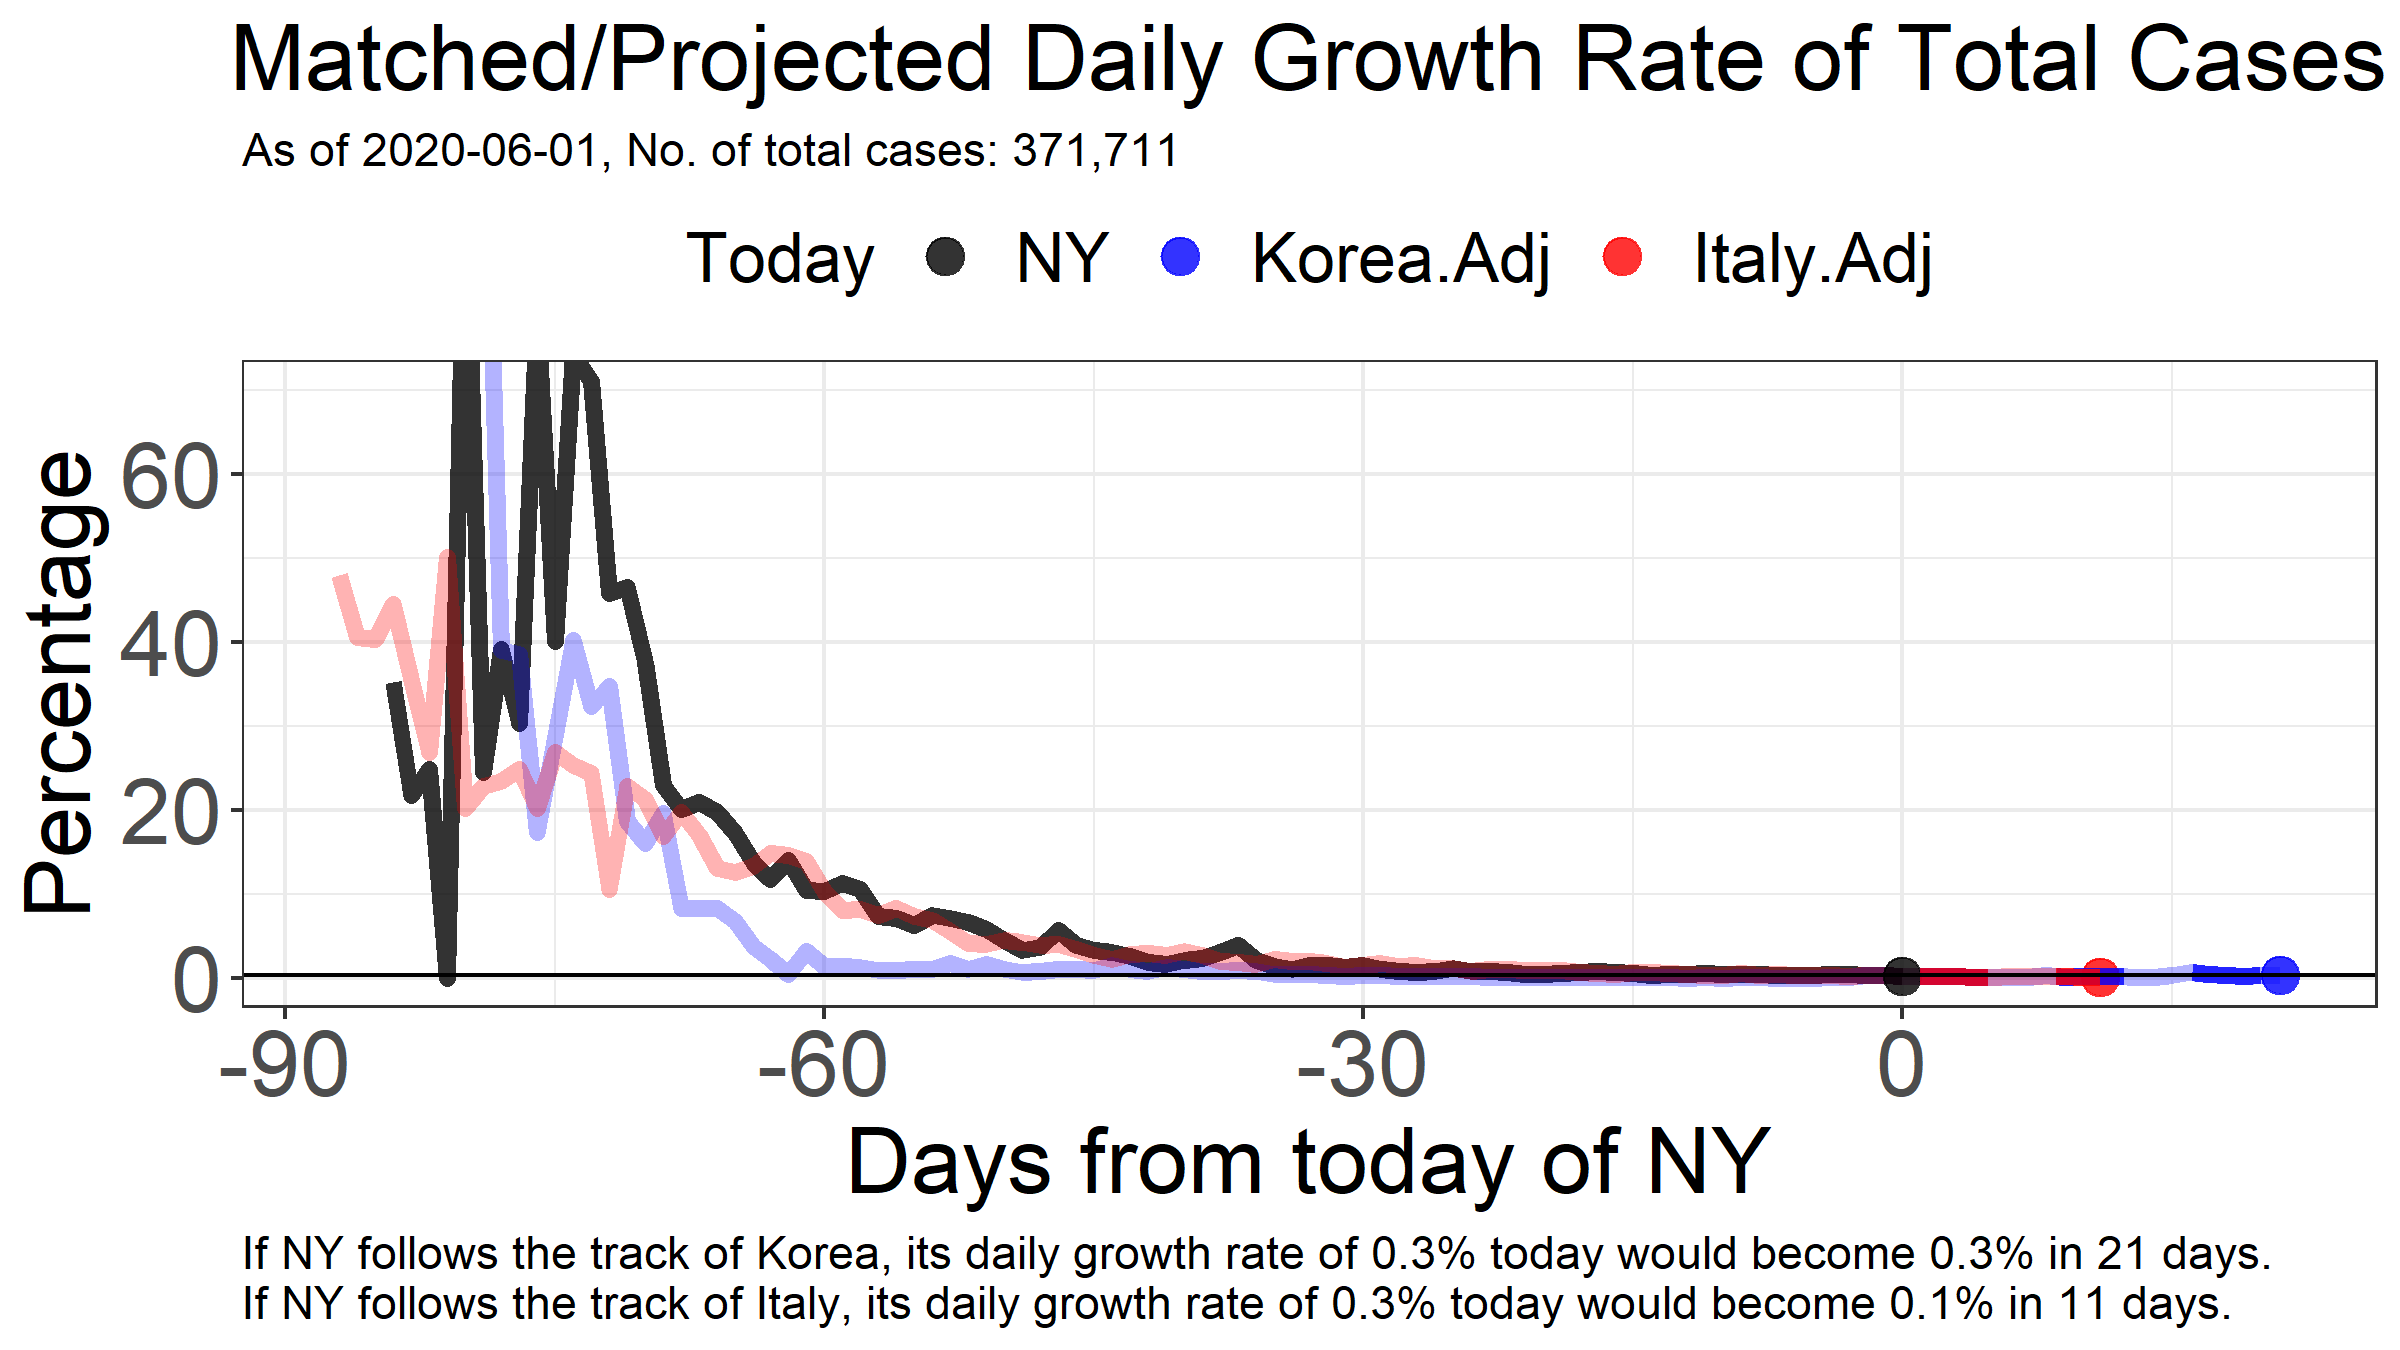 Matched/Projected Daily Growth Rate of Total Cases
As of 2020-06-01, No. of total cases: 371,711
Today NY Korea.Adj Italy.Adj
Percentage
60
40
20
0
-90 -60 -30 0
Days from today of NY
If NY follows the track of Korea, its daily growth rate of 0.3% today would become 0.3% in 21 days.
If NY follows the track of Italy, its daily growth rate of 0.3% today would become 0.1% in 11 days.